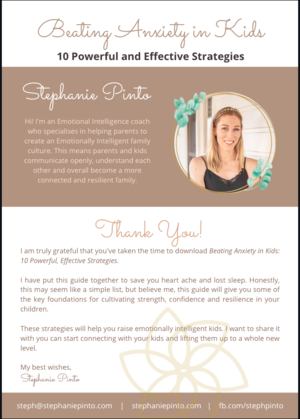 Beating Anxiety in Kids
10 Powerful and Effective Strategies
Stephanie Pinto
Hi! I'm an Emotional Intelligence coach
who specialises in helping parents to
create an Emotionally Intelligent family
culture. This means parents and kids
communicate openly, understand each
other and overall become a more
connected and resilient family.
Thank You!
I am truly grateful that you've taken the time to download Beating Anxiety in Kids:
10 Powerful, Effective Strategies.
I have put this guide together to save you heart ache and lost sleep. Honestly,
this may seem like a simple list, but believe me, this guide will give you some of
the key foundations for cultivating strength, confidence and resilience in your
children.
These strategies will help you raise emotionally intelligent kids. I want to share it
with you can start connecting with your kids and lifting them up to a whole new
level.
My best wishes,
Stephanie Pinto
steph@stephaniepinto.com | stephaniepinto.com | fb.com/stephpinto